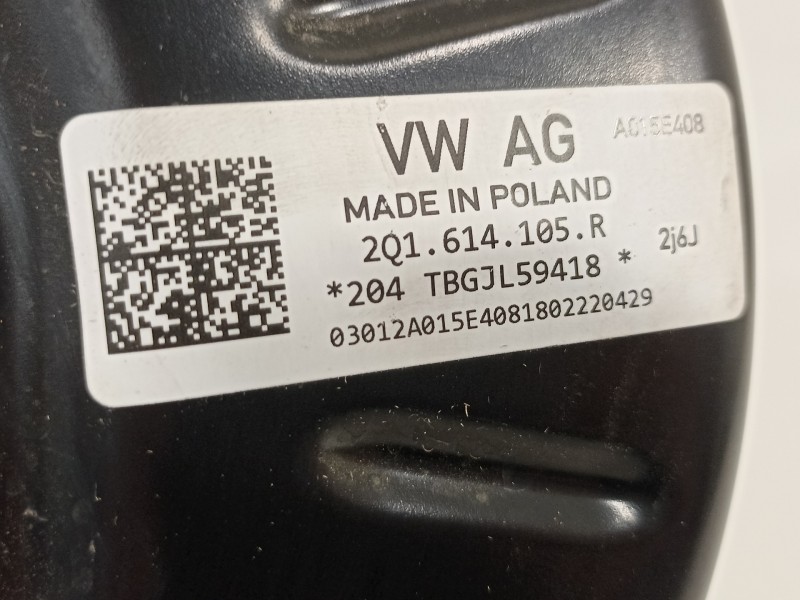 VW AG A015E408
MADE IN POLAND
2Q1.614.105.R 2j6J
*204 TBGJL59418 *
03012A015E4081802220429